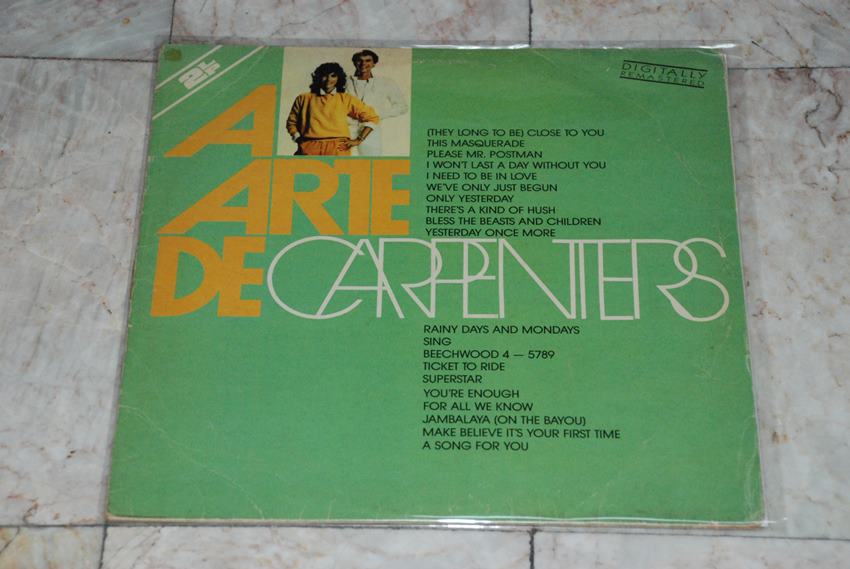 2 LP
DIGITALLY
REMASTERED
A
ARTE
DE CARPENTERS
(THEY LONG TO BE) CLOSE TO YOU
THIS MASQUERADE
PLEASE MR. POSTMAN
I WON'T LAST A DAY WITHOUT YOU
I NEED TO BE IN LOVE
WE'VE ONLY JUST BEGUN
ONLY YESTERDAY
THERE'S A KIND OF HUSH
BLESS THE BEASTS AND CHILDREN
YESTERDAY ONCE MORE
RAINY DAYS AND MONDAYS
SING
BEECHWOOD 4 — 5789
TICKET TO RIDE
SUPERSTAR
YOU'RE ENOUGH
FOR ALL WE KNOW
JAMBALAYA (ON THE BAYOU)
MAKE BELIEVE IT'S YOUR FIRST TIME
A SONG FOR YOU